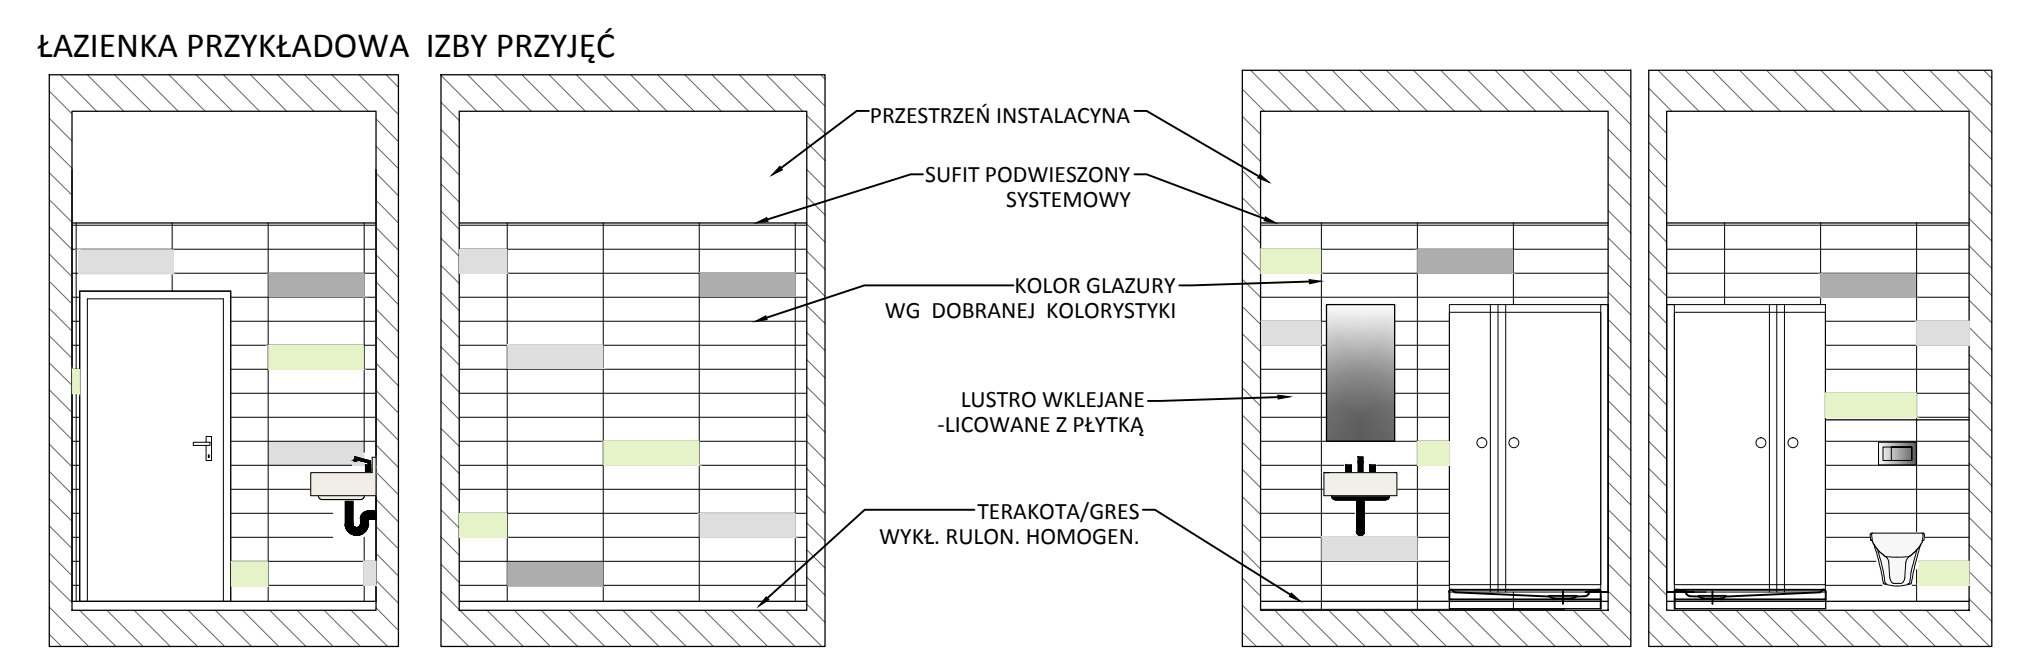 ŁAZIENKA PRZYKŁADOWA IZBY PRZYJĘĆ
PRZESTRZEŃ INSTALACYNA
SUFIT PODWIESZONY
SYSTEMOWY
KOLOR GLAZURY
WG DOBRANEJ KOLORYSTYKI
LUSTRO WKLEJANE
-LICOWANE Z PŁYTKĄ
TERAKOTA/GRES
WYKŁ. RULON. HOMOGEN.